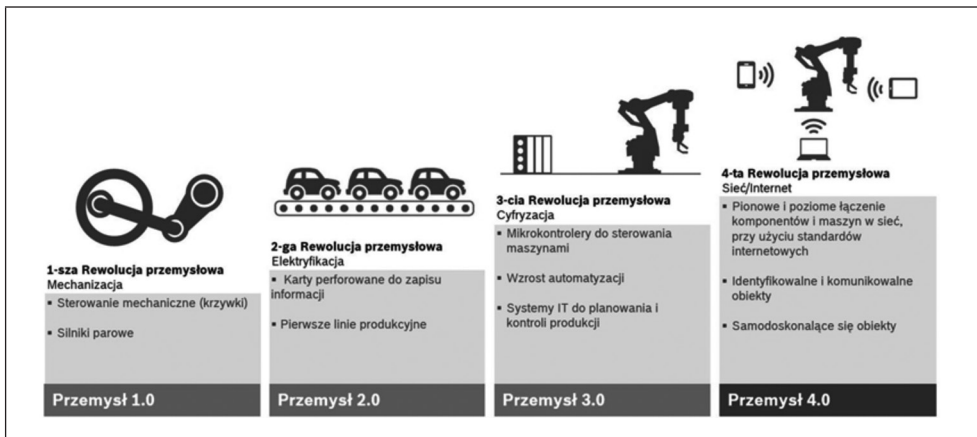 1-sza Rewolucja przemysłowa
Mechanizacja
▪ Sterowanie mechaniczne (krzywki)
▪ Silniki parowe
Przemysł 1.0
2-ga Rewolucja przemysłowa
Elektryfikacja
▪ Karty perforowane do zapisu
informacji
▪ Pierwsze linie produkcyjne
Przemysł 2.0
3-cia Rewolucja przemysłowa
Cyfryzacja
▪ Mikrokontrolery do sterowania
maszynami
▪ Wzrost automatyzacji
▪ Systemy IT do planowania i
kontroli produkcji
Przemysł 3.0
4-ta Rewolucja przemysłowa
Sieć/Internet
▪ Pionowe i poziome łączenie
komponentów i maszyn w sieć,
przy użyciu standardów
internetowych
▪ Identyfikowalne i komunikowalne
obiekty
▪ Samodoskonalące się obiekty
Przemysł 4.0